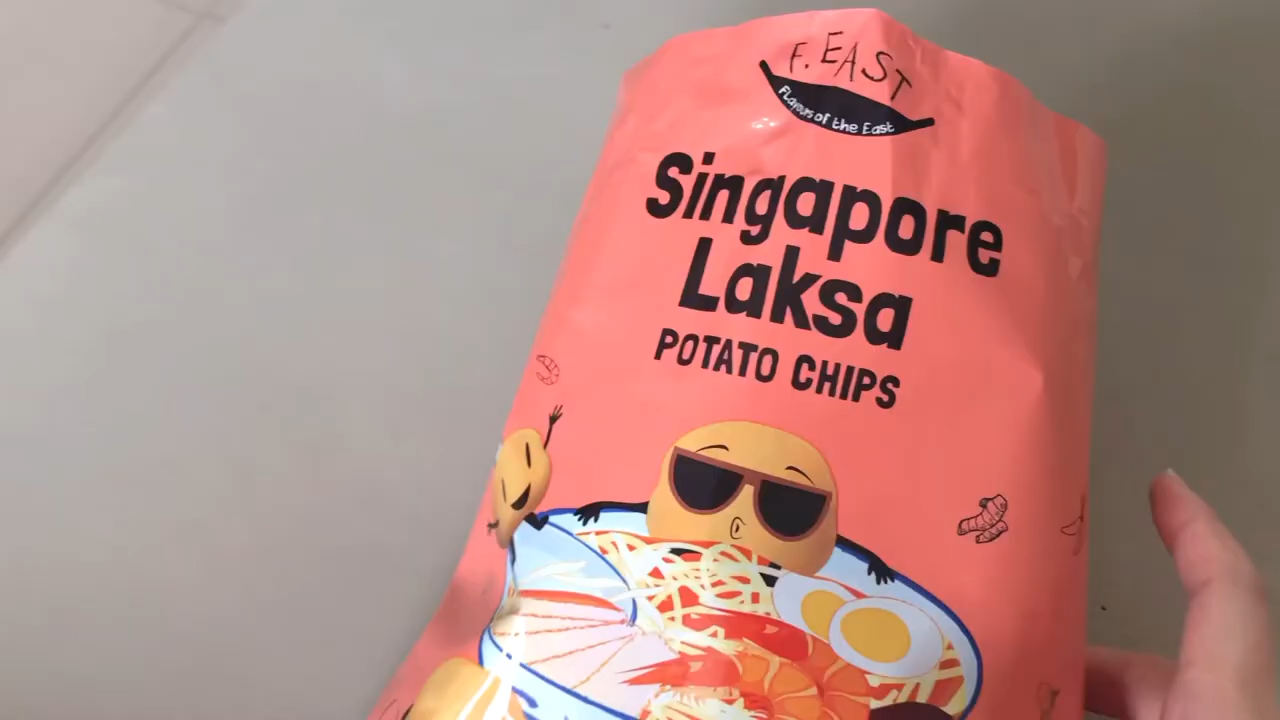 F. EAST
Flavours of the East
Singapore
Laksa
POTATO CHIPS